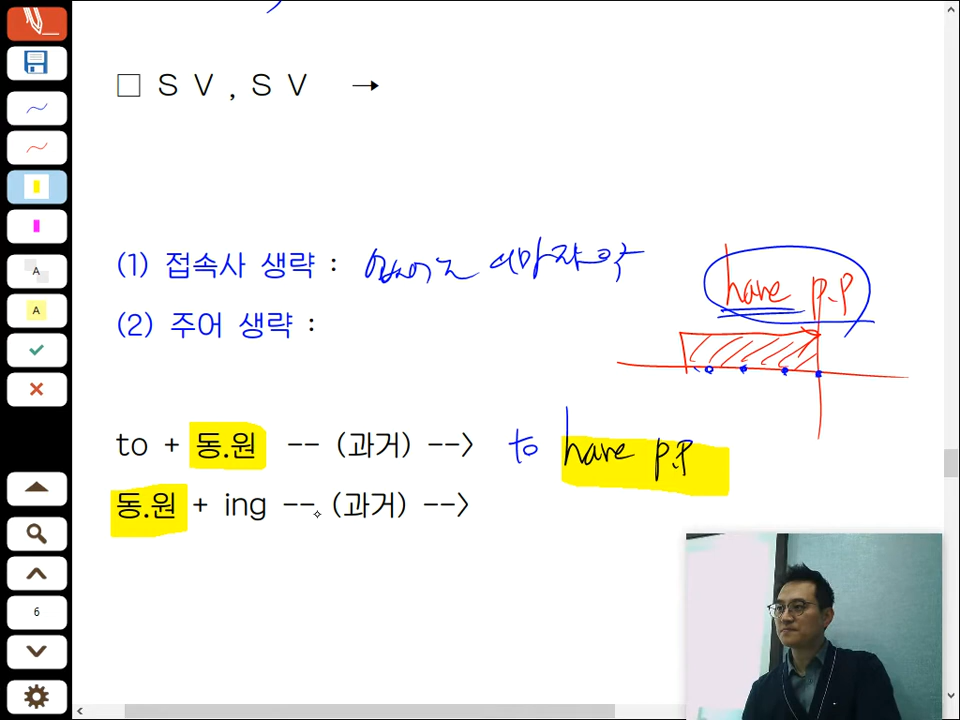 □ S V , S V →
(1) 접속사 생략 :
have p.p
(2) 주어 생략 :
to + 동.원 -- (과거) --> to have p.p
동.원 + ing -- (과거) -->
A
A
6